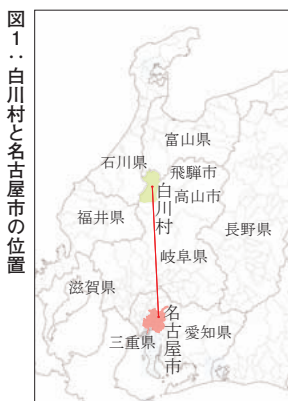 図1：白川村と名古屋市の位置
富山県
石川県
飛騨市
白川村
高山市
福井県
長野県
岐阜県
滋賀県
名古屋市
愛知県
三重県